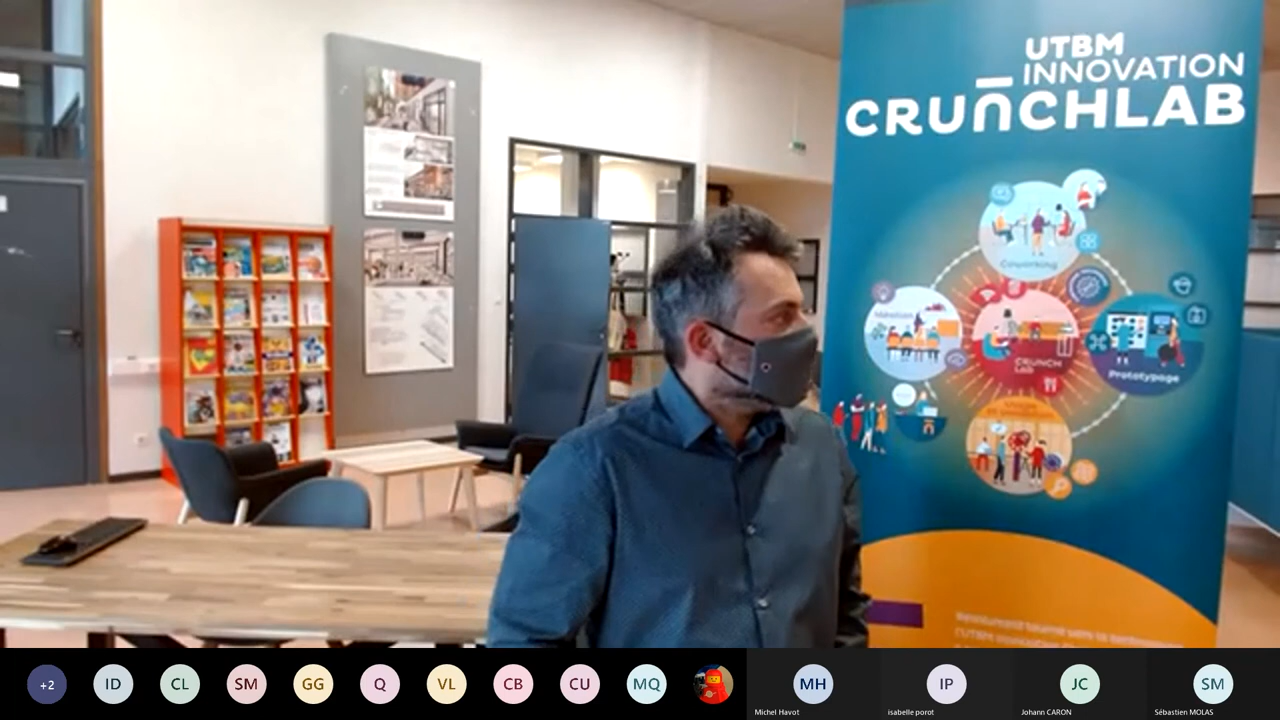 UTBM
INNOVATION
CRUNCHLAB
Coworking
CRUNCH
Lab
Prototypage
+2
ID
CL
SM
GG
Q
VL
CB
CU
MQ
MH
IP
JC
SM
Michel Havot
isabelle porot
Johann CARON
Sébastien MOLAS